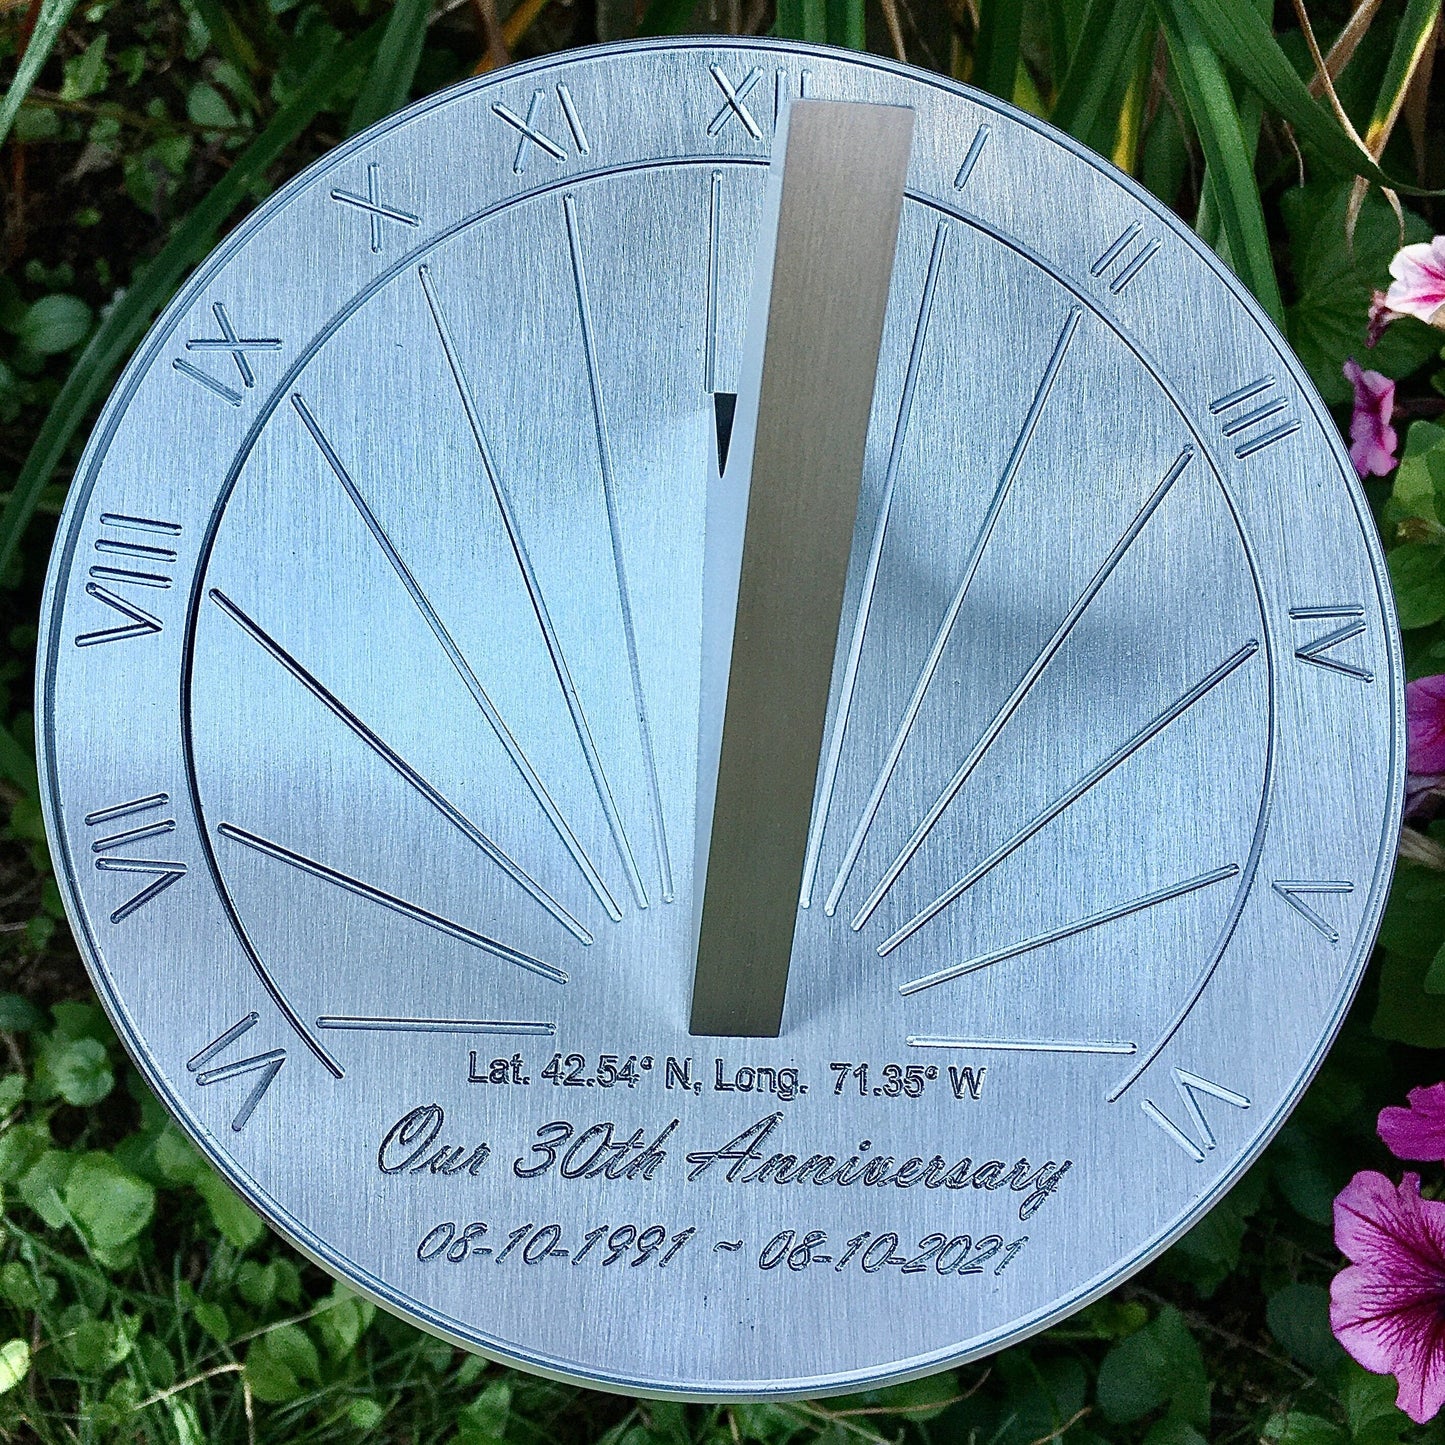 XII
XI
I
X
II
IX
III
VIII
IV
VII
V
VI
VI
Lat. 42.54° N, Long. 71.35° W
Our 30th Anniversary
08-10-1991 ~ 08-10-2021